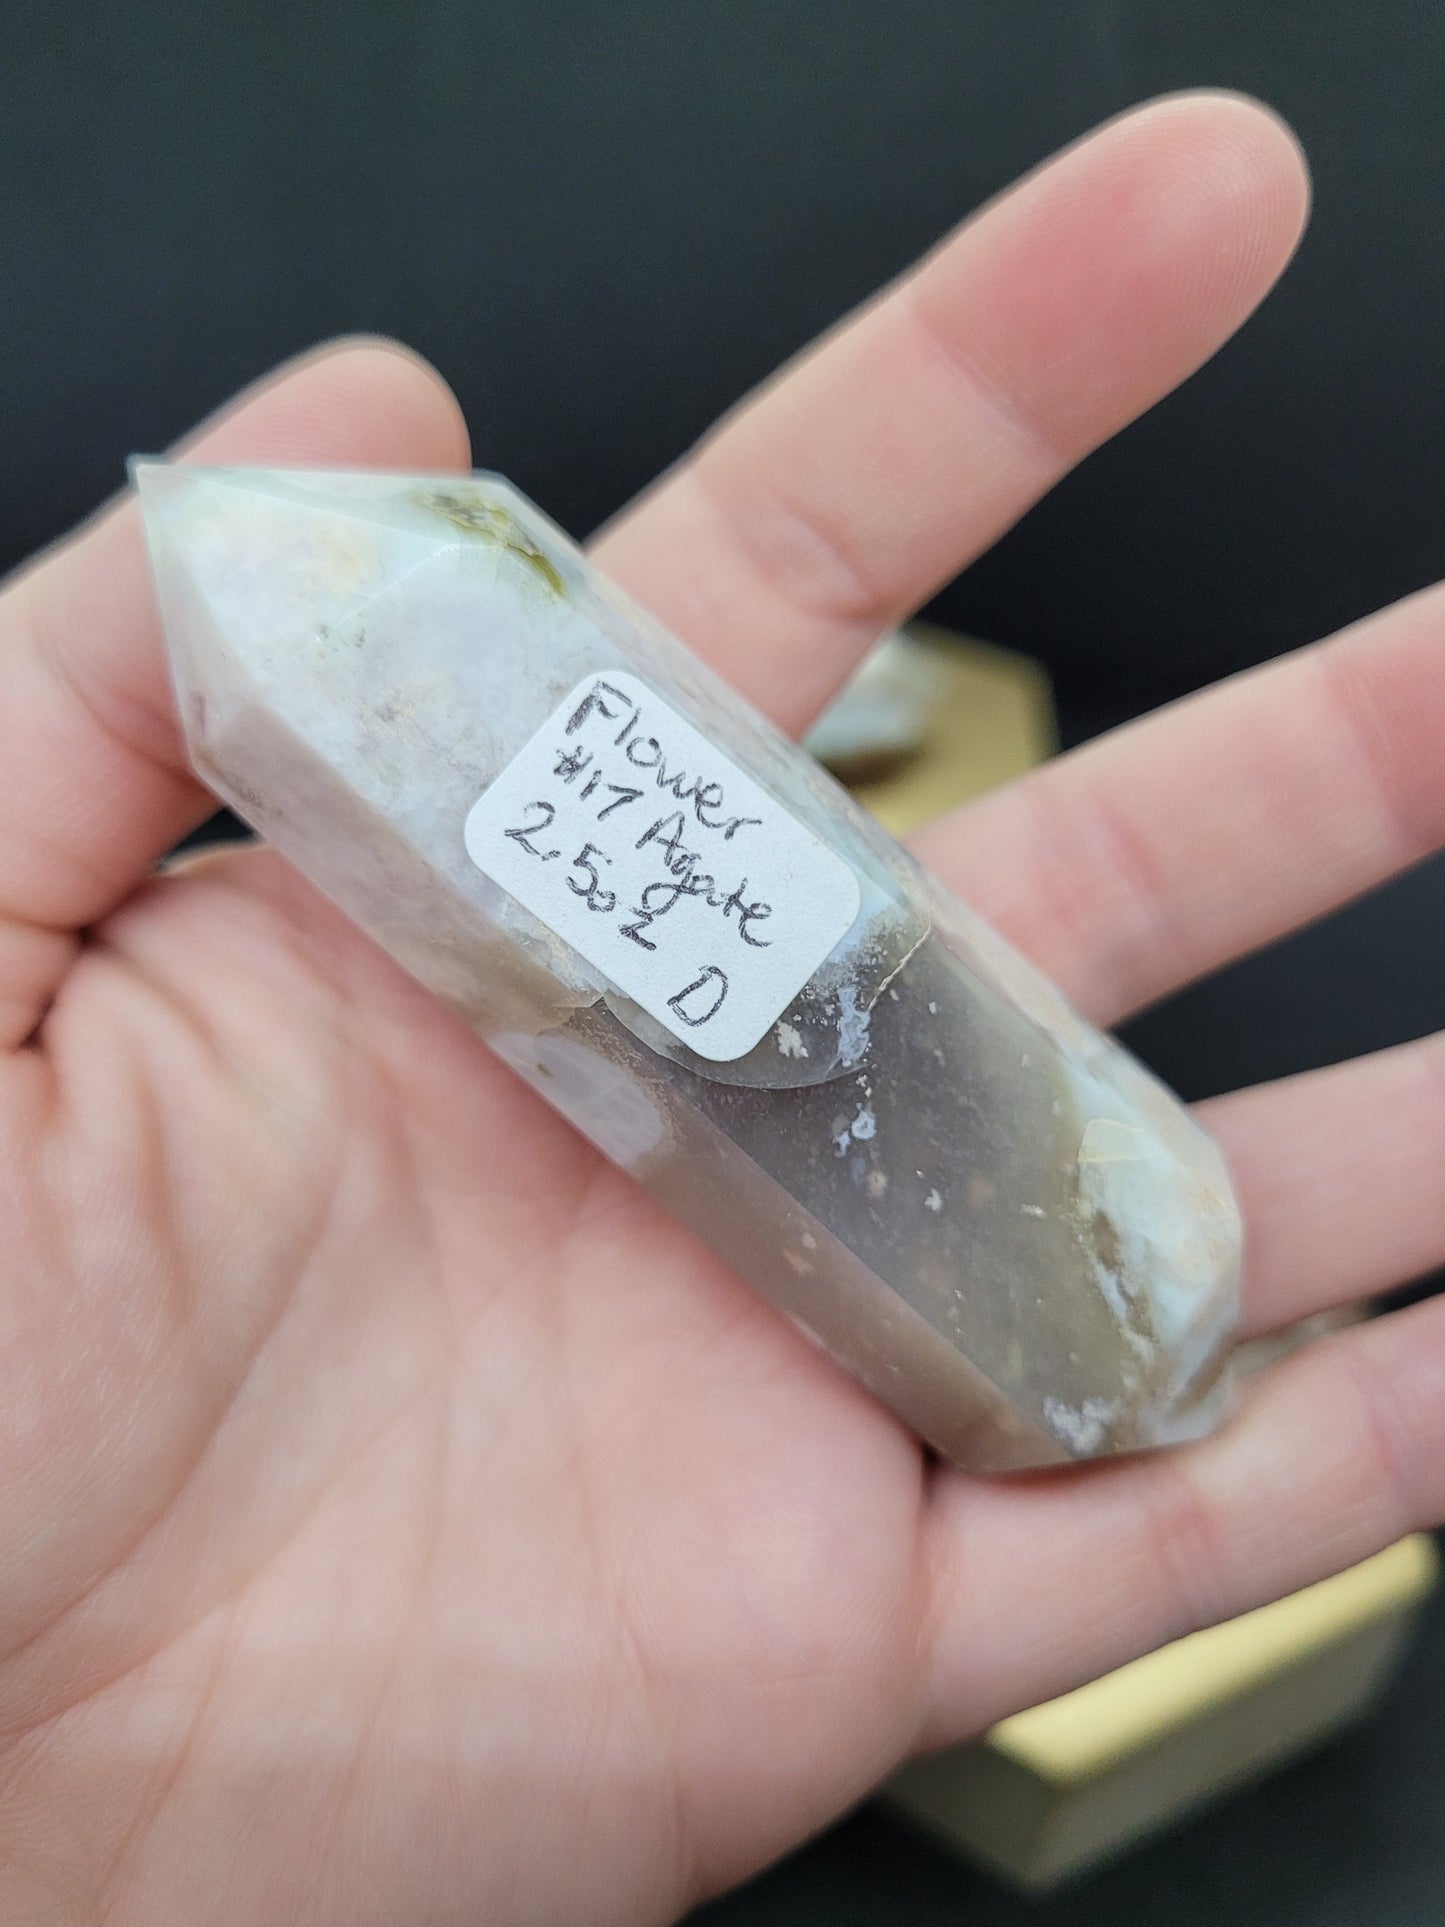 Flower
#17 Agate
2.5oz
D